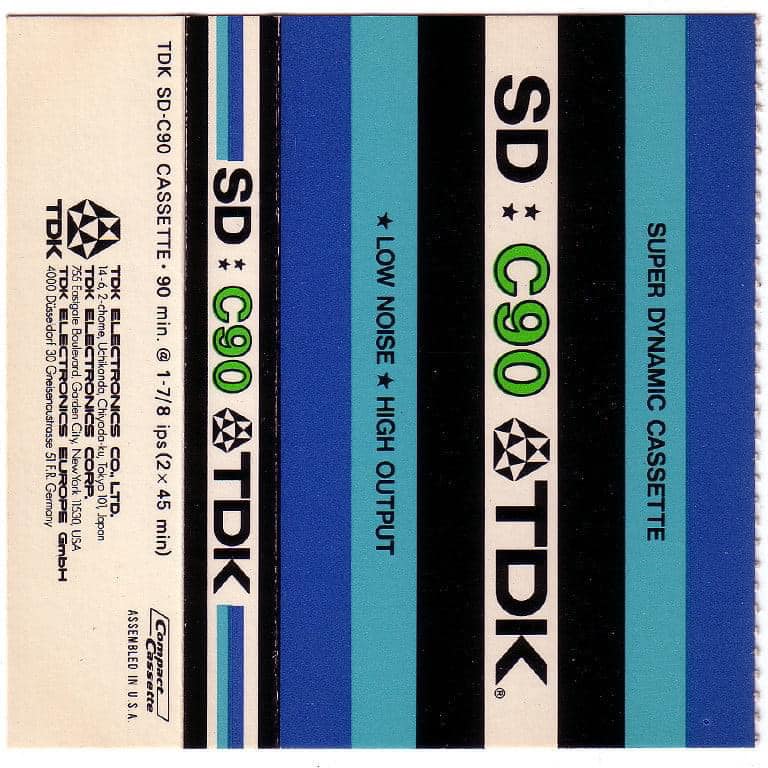 SUPER DYNAMIC CASSETTE
SD ★★ C90 TDK®
★ LOW NOISE ★ HIGH OUTPUT
SD ★★ C90 TDK
TDK SD-C90 CASSETTE • 90 min. @ 1-7/8 ips (2 × 45 min)
Compact Cassette
ASSEMBLED IN U.S.A.
TDK
TDK ELECTRONICS CO., LTD.
14-6, 2-chome, Uchikanda, Chiyoda-ku, Tokyo 101, Japan
TDK ELECTRONICS CORP.
755 Eastgate Boulevard, Garden City, New York 11530, USA
TDK ELECTRONICS EUROPE GmbH
4000 Düsseldorf 30 Gneisenaustrasse 51 F.R. Germany